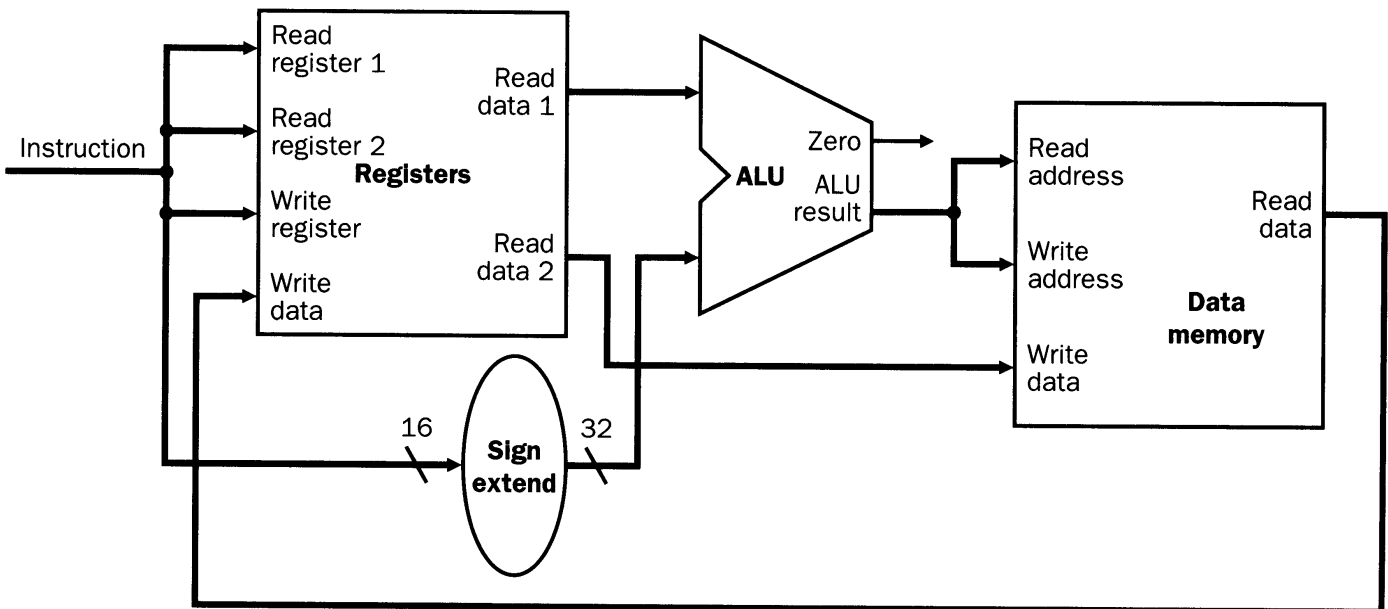 Instruction
Read
register 1
Read
register 2
Registers
Write
register
Write
data
Read
data 1
Read
data 2
16
Sign
extend
32
Zero
ALU
ALU
result
Read
address
Write
address
Write
data
Data
memory
Read
data